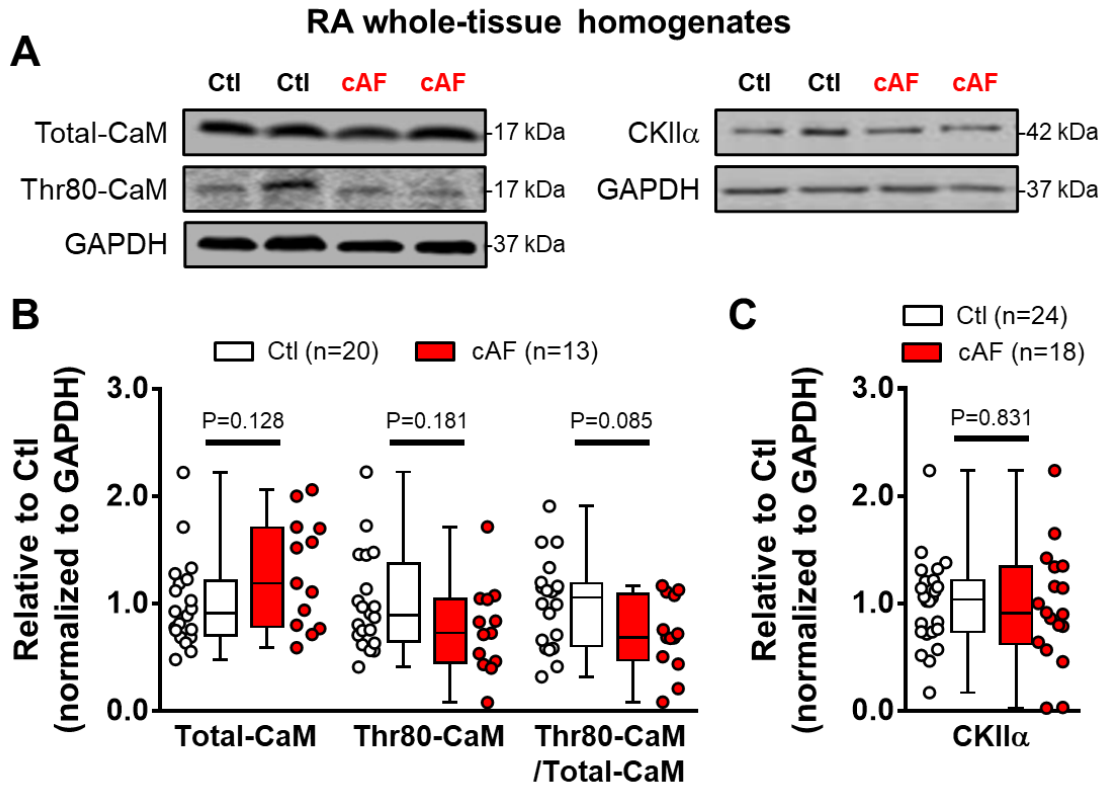 RA whole-tissue homogenates
A
Ctl Ctl cAF cAF
Total-CaM 17 kDa
Thr80-CaM 17 kDa
GAPDH 37 kDa
Ctl Ctl cAF cAF
CKIIα 42 kDa
GAPDH 37 kDa
B
Ctl (n=20) cAF (n=13)
Relative to Ctl
(normalized to GAPDH)
3.0
2.0
1.0
0.0
P=0.128 P=0.181 P=0.085
Total-CaM Thr80-CaM Thr80-CaM
/Total-CaM
C
Ctl (n=24)
cAF (n=18)
Relative to Ctl
(normalized to GAPDH)
3.0
2.0
1.0
0.0
P=0.831
CKIIα